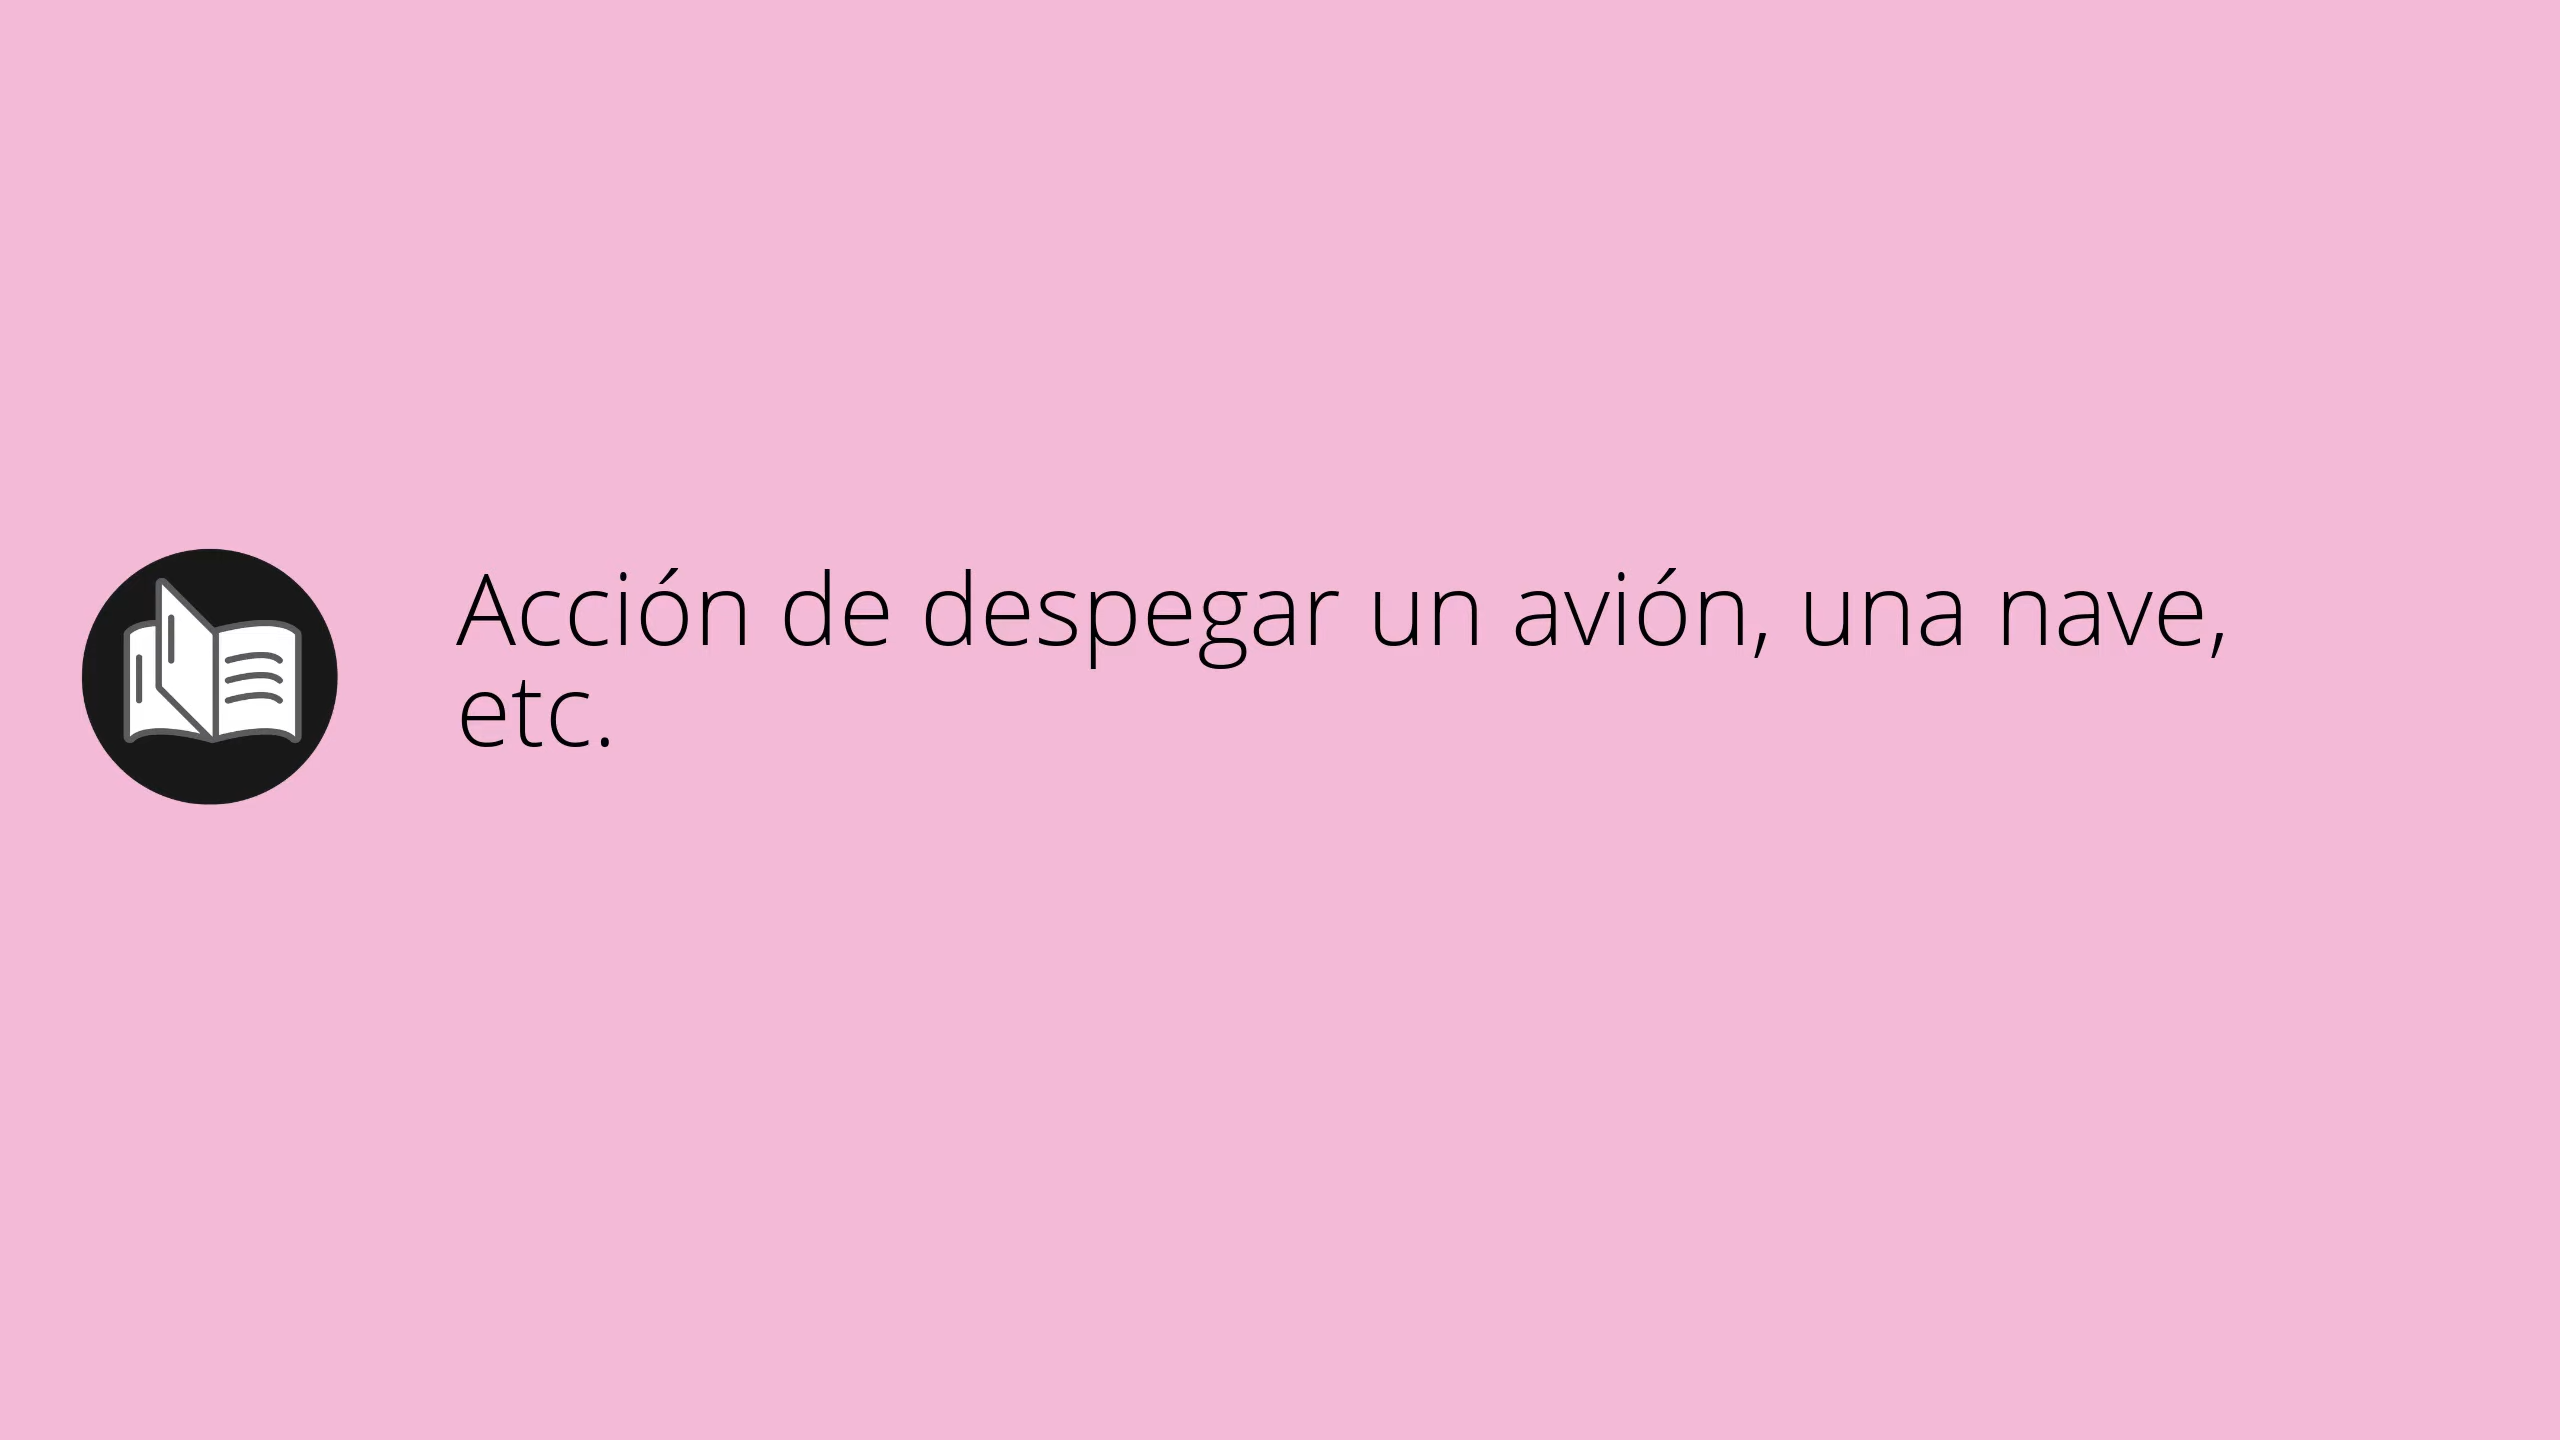 Acción de despegar un avión, una nave,
etc.